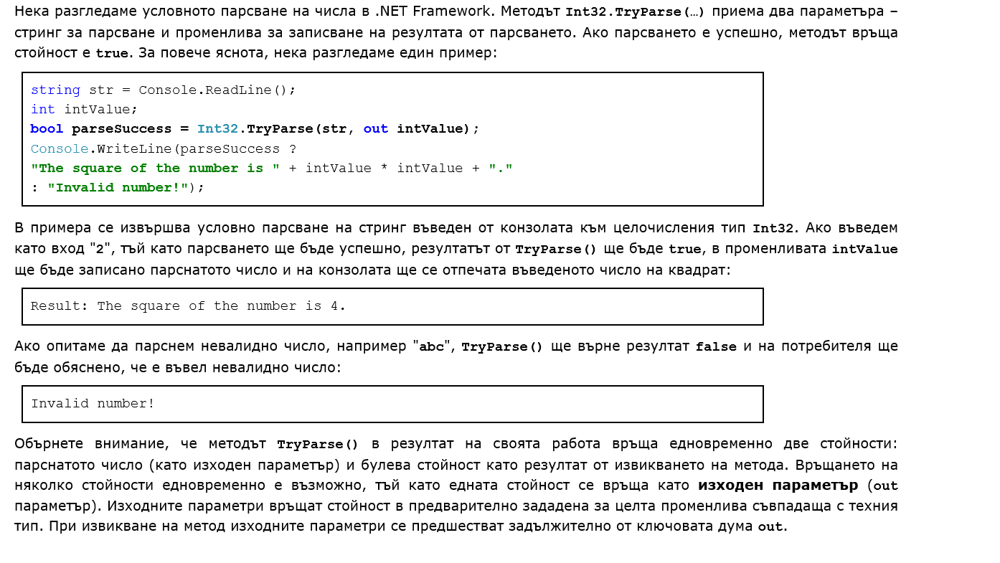 Нека разгледаме условното парсване на числа в .NET Framework. Методът Int32.TryParse(…) приема два параметъра –
стринг за парсване и променлива за записване на резултата от парсването. Ако парсването е успешно, методът връща
стойност е true. За повече яснота, нека разгледаме един пример:
string str = Console.ReadLine();
int intValue;
bool parseSuccess = Int32.TryParse(str, out intValue);
Console.WriteLine(parseSuccess ?
"The square of the number is " + intValue * intValue + "."
: "Invalid number!");
В примера се извършва условно парсване на стринг въведен от конзолата към целочисления тип Int32. Ако въведем
като вход "2", тъй като парсването ще бъде успешно, резултатът от TryParse() ще бъде true, в променливата intValue
ще бъде записано парснатото число и на конзолата ще се отпечата въведеното число на квадрат:
Result: The square of the number is 4.
Ако опитаме да парснем невалидно число, например "abc", TryParse() ще върне резултат false и на потребителя ще
бъде обяснено, че е въвел невалидно число:
Invalid number!
Обърнете внимание, че методът TryParse() в резултат на своята работа връща едновременно две стойности:
парснатото число (като изходен параметър) и булева стойност като резултат от извикването на метода. Връщането на
няколко стойности едновременно е възможно, тъй като едната стойност се връща като изходен параметър (out
параметър). Изходните параметри връщат стойност в предварително зададена за целта променлива съвпадаща с техния
тип. При извикване на метод изходните параметри се предшестват задължително от ключовата дума out.